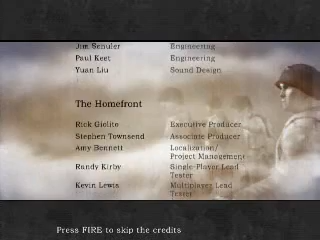 Jim Senuler Engineering
Paul Keet Engineering
Yuan Liu Sound Design
The Homefront
Rick Giolito Executive Producer
Stephen Townsend Associate Producer
Amy Bennett Localization/
Project Management
Randy Kirby Single-Player Lead
Tester
Kevin Lewis Multiplayer Lead
Tester
Press FIRE to skip the credits